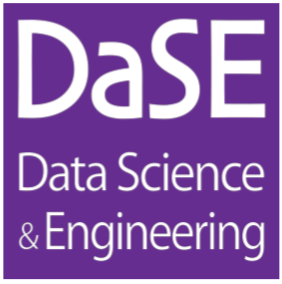 DaSE
Data Science
& Engineering